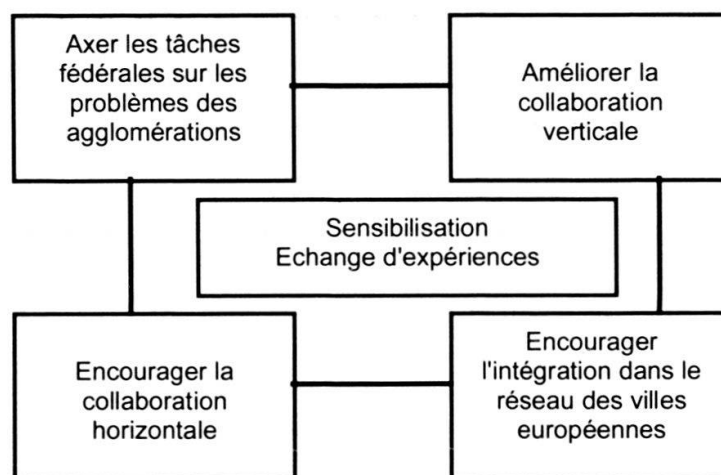 Axer les tâches
fédérales sur les
problèmes des
agglomérations
Améliorer la
collaboration
verticale
Sensibilisation
Echange d'expériences
Encourager la
collaboration
horizontale
Encourager
l'intégration dans le
réseau des villes
européennes